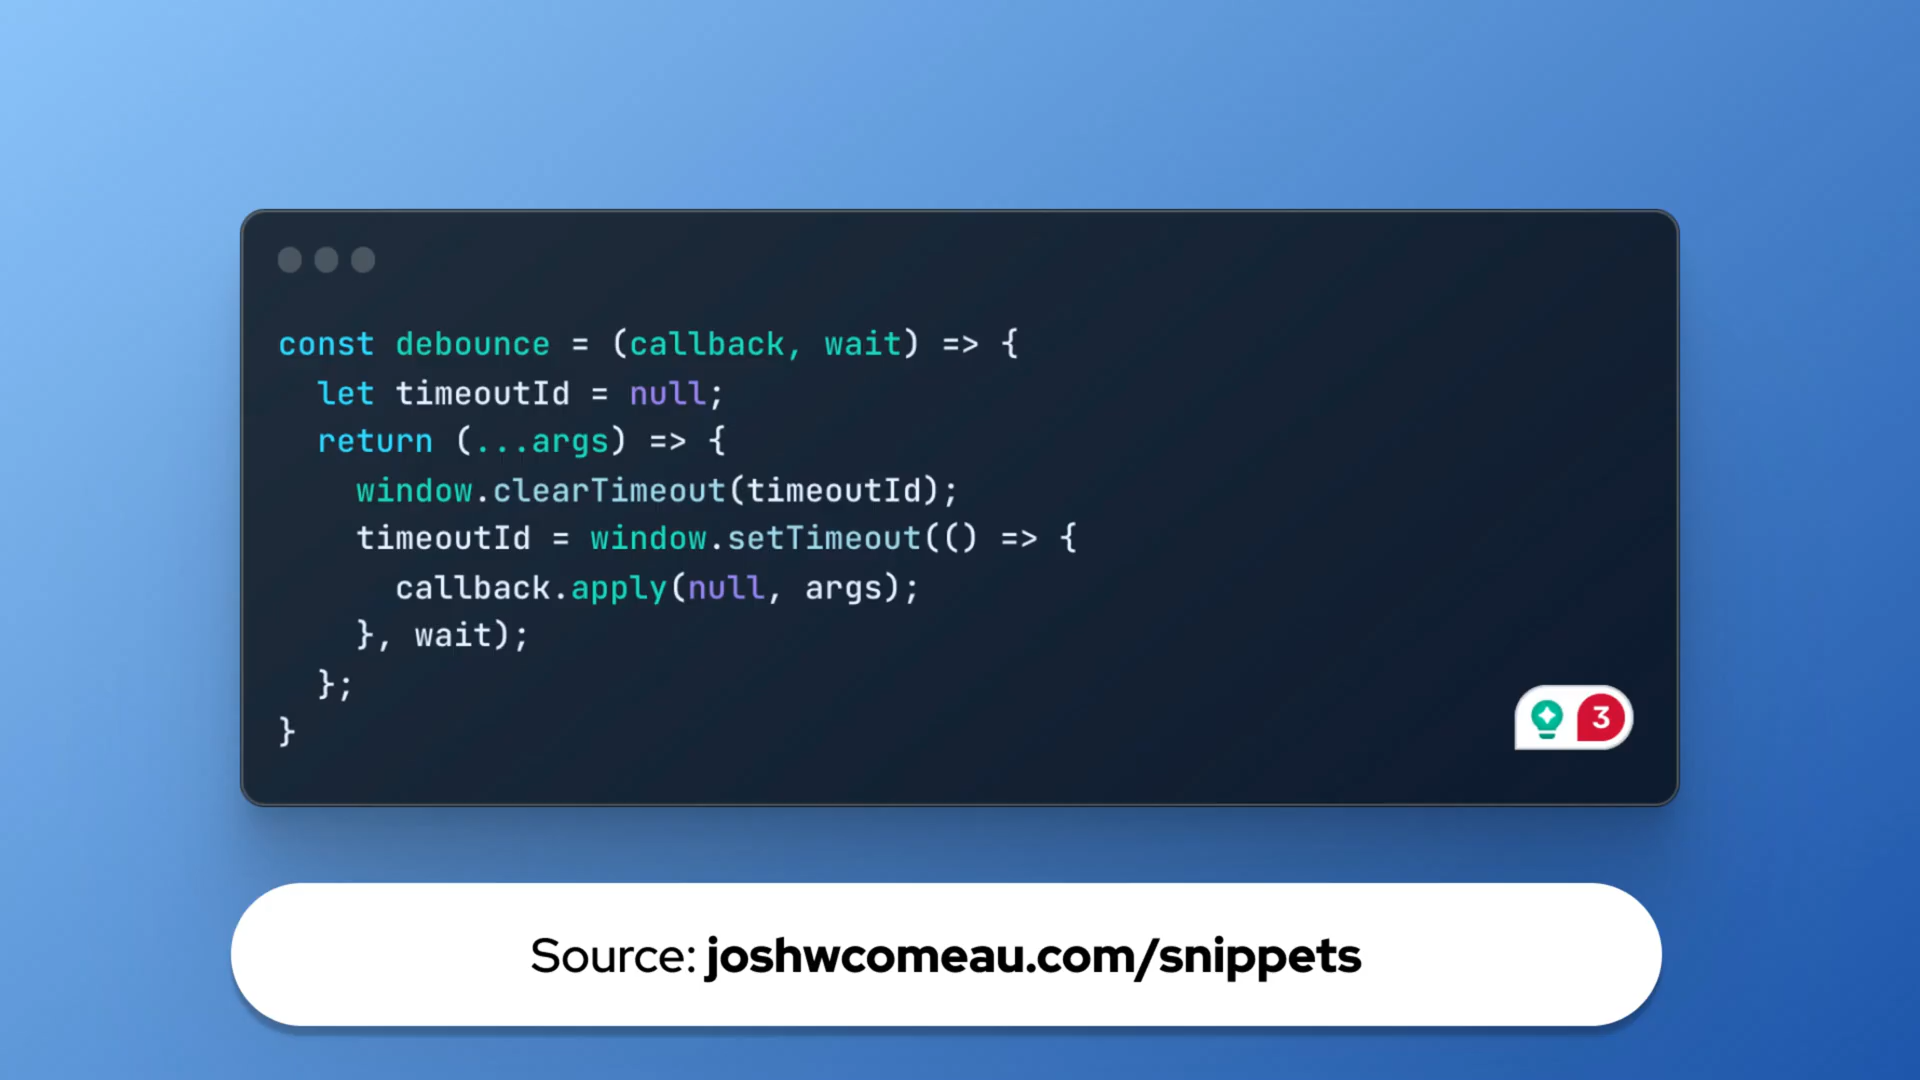 const debounce = (callback, wait) => {
  let timeoutId = null;
  return (...args) => {
    window.clearTimeout(timeoutId);
    timeoutId = window.setTimeout(() => {
      callback.apply(null, args);
    }, wait);
  };
}
3
Source: joshwcomeau.com/snippets